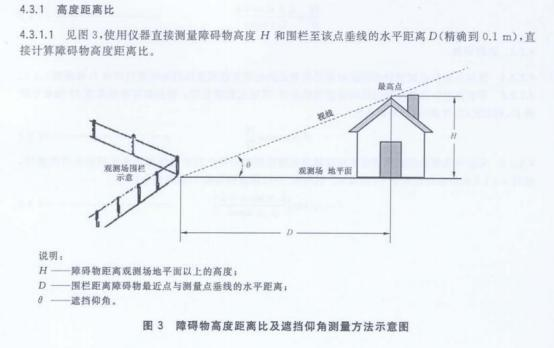 4.3.1 高度距离比
4.3.1.1 见图3,使用仪器直接测量障碍物高度 H 和围栏至该点垂线的水平距离D(精确到 0.1 m),直
接计算障碍物高度距离比。
最高点
视线
H
观测场围栏
示意
θ
观测场 地平面
D
说明:
H ——障碍物距离观测场地平面以上的高度;
D ——围栏距离障碍物最近点与测量点垂线的水平距离;
θ ——遮挡仰角。
图 3 障碍物高度距离比及遮挡仰角测量方法示意图